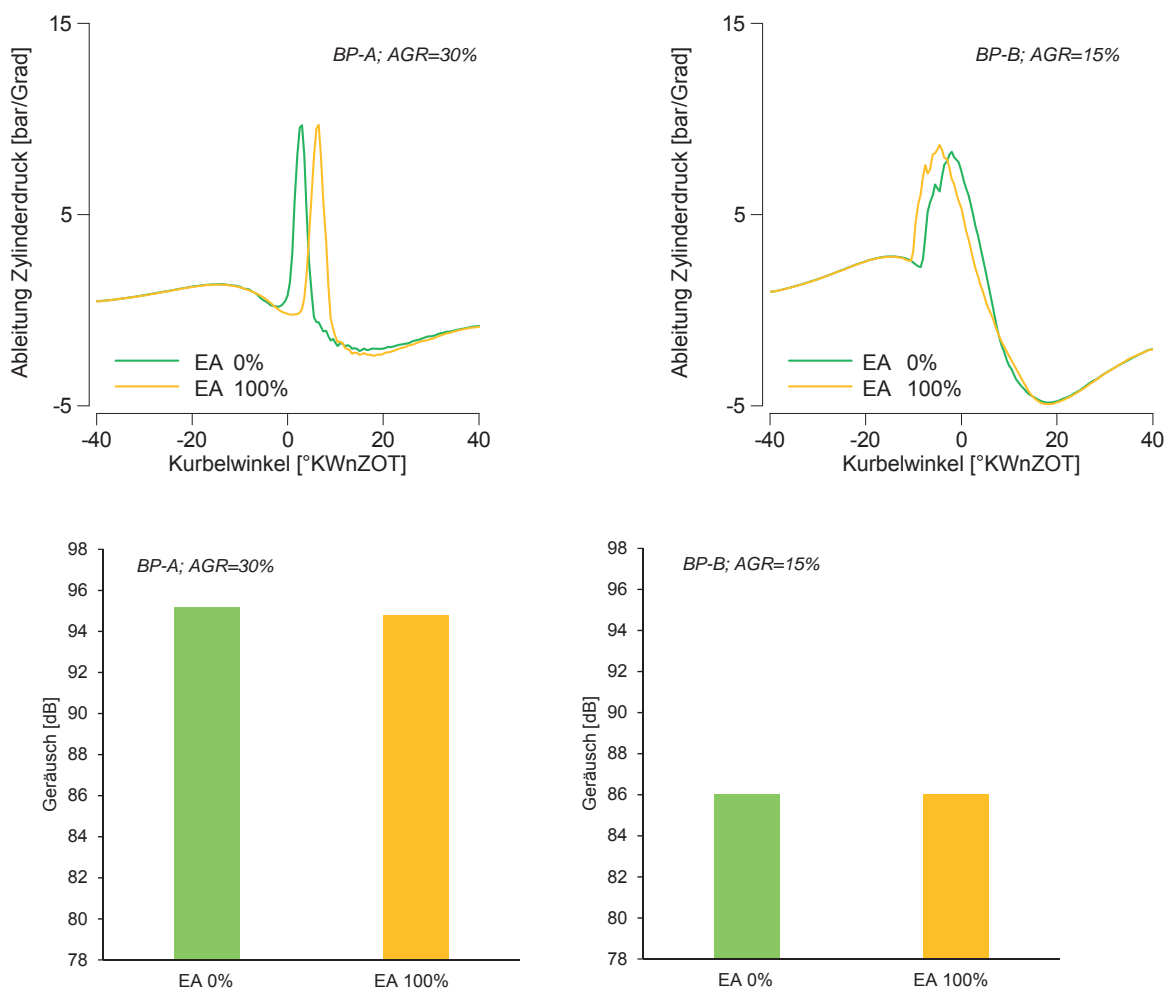 15
BP-A; AGR=30%
Ableitung Zylinderdruck [bar/Grad]
5
EA 0%
EA 100%
-5
-40 -20 0 20 40
Kurbelwinkel [°KWnZOT]
15
BP-B; AGR=15%
Ableitung Zylinderdruck [bar/Grad]
5
EA 0%
EA 100%
-5
-40 -20 0 20 40
Kurbelwinkel [°KWnZOT]
98
BP-A; AGR=30%
96
94
92
90
Geräusch [dB]
88
86
84
82
80
78
EA 0% EA 100%
98
BP-B; AGR=15%
96
94
92
90
Geräusch [dB]
88
86
84
82
80
78
EA 0% EA 100%